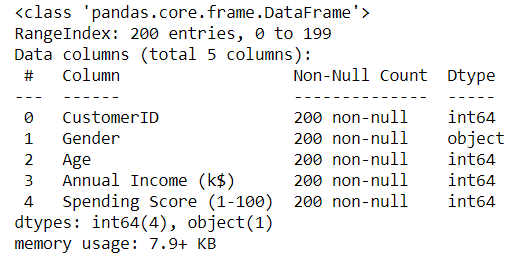 <class 'pandas.core.frame.DataFrame'>
RangeIndex: 200 entries, 0 to 199
Data columns (total 5 columns):
 #   Column                  Non-Null Count  Dtype
---  ------                  --------------  -----
 0   CustomerID              200 non-null    int64
 1   Gender                  200 non-null    object
 2   Age                     200 non-null    int64
 3   Annual Income (k$)      200 non-null    int64
 4   Spending Score (1-100)  200 non-null    int64
dtypes: int64(4), object(1)
memory usage: 7.9+ KB